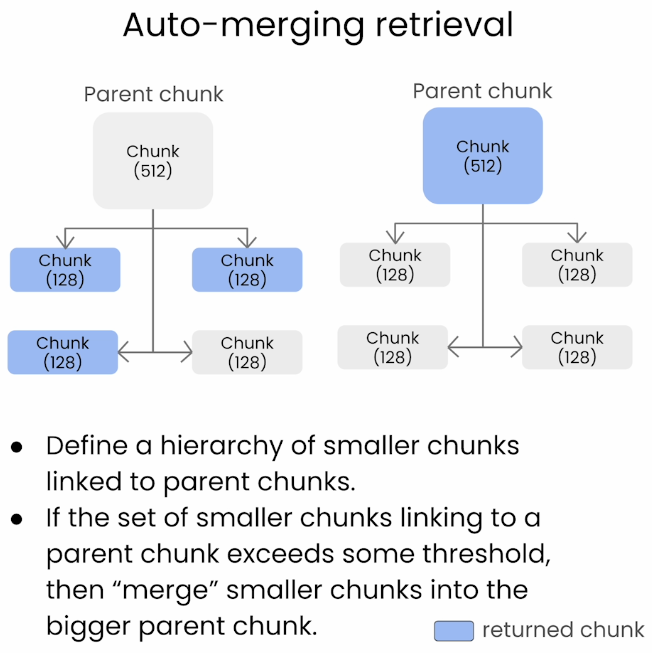 Auto-merging retrieval
Parent chunk
Chunk
(512)
Chunk
(128)
Chunk
(128)
Chunk
(128)
Chunk
(128)
Parent chunk
Chunk
(512)
Chunk
(128)
Chunk
(128)
Chunk
(128)
Chunk
(128)
● Define a hierarchy of smaller chunks
linked to parent chunks.
● If the set of smaller chunks linking to a
parent chunk exceeds some threshold,
then “merge” smaller chunks into the
bigger parent chunk.
returned chunk